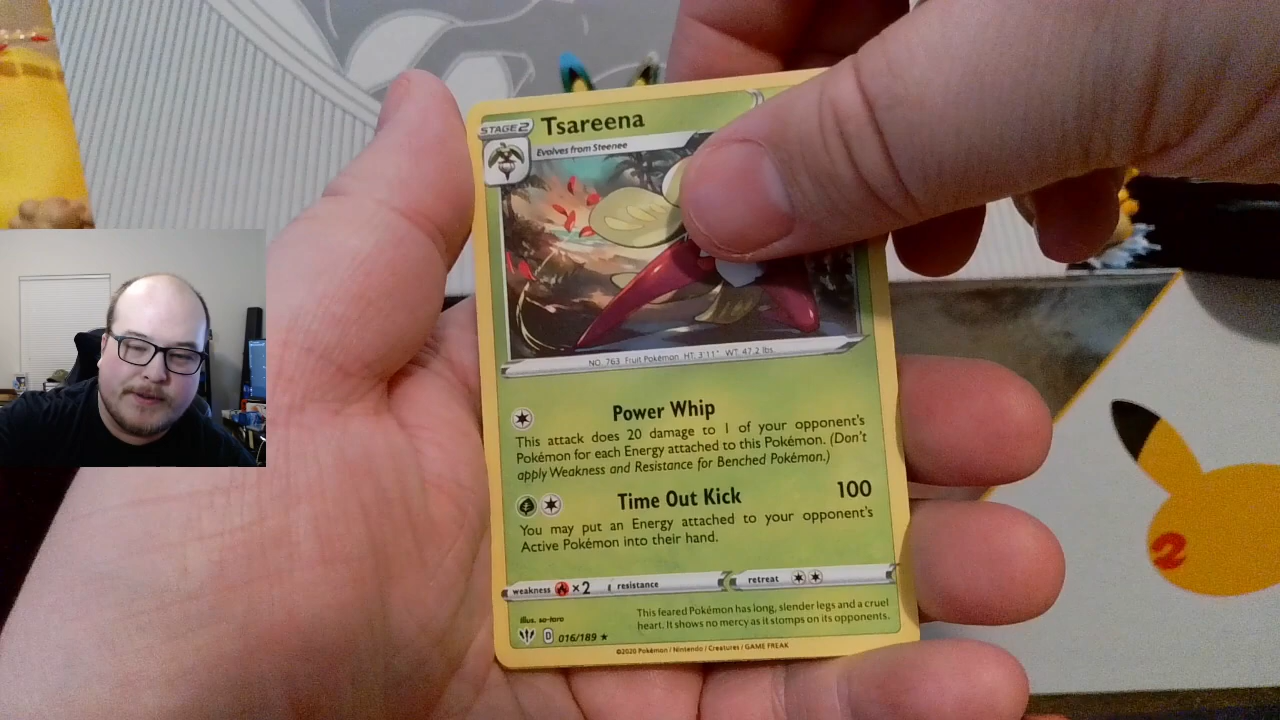 STAGE 2
Tsareena
Evolves from Steenee
NO. 763 Fruit Pokémon HT: 3'11" WT: 47.2 lbs.
Power Whip
This attack does 20 damage to 1 of your opponent's
Pokémon for each Energy attached to this Pokémon. (Don't
apply Weakness and Resistance for Benched Pokémon.)
Time Out Kick 100
You may put an Energy attached to your opponent's
Active Pokémon into their hand.
weakness ×2 resistance retreat
Illus. so-taro
This feared Pokémon has long, slender legs and a cruel
heart. It shows no mercy as it stomps on its opponents.
D 016/189 ★
©2020 Pokémon / Nintendo / Creatures / GAME FREAK